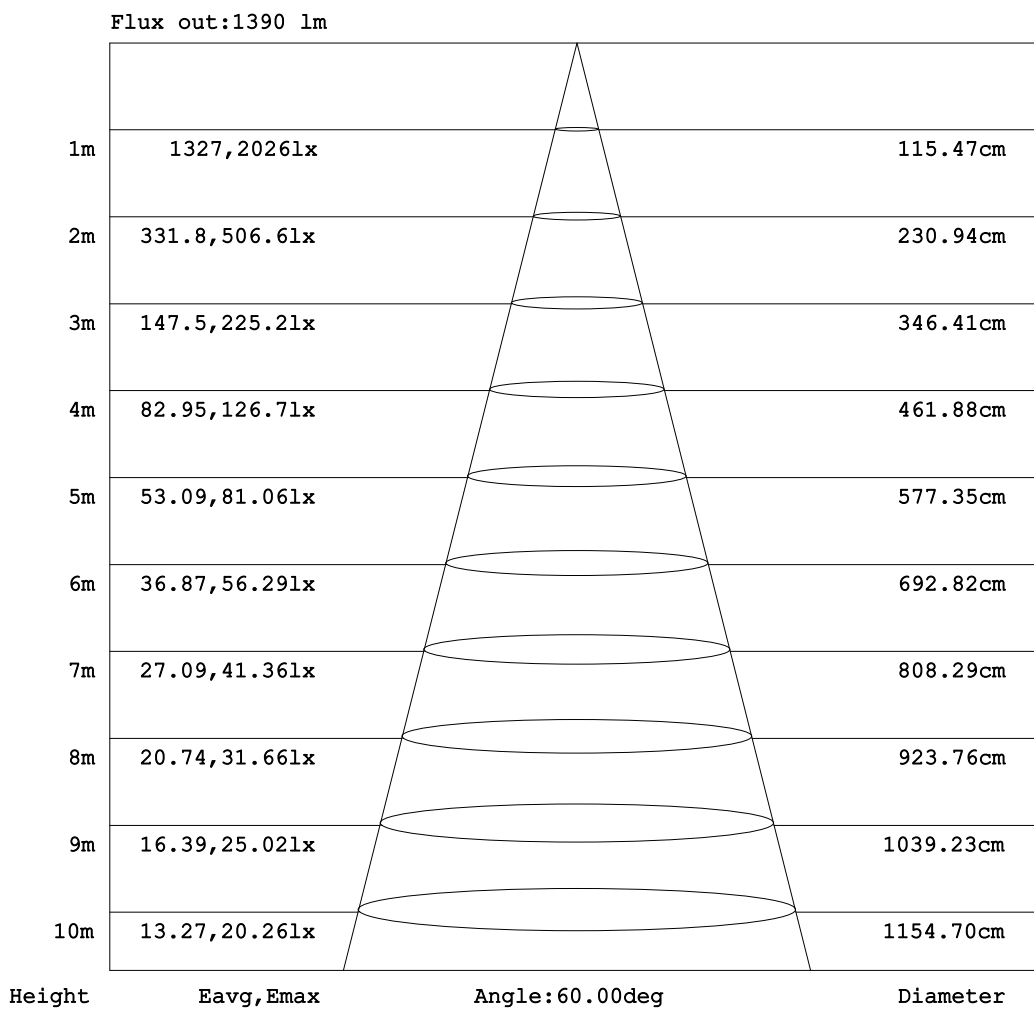 Flux out:1390 lm
1m 1327,2026lx 115.47cm
2m 331.8,506.6lx 230.94cm
3m 147.5,225.2lx 346.41cm
4m 82.95,126.7lx 461.88cm
5m 53.09,81.06lx 577.35cm
6m 36.87,56.29lx 692.82cm
7m 27.09,41.36lx 808.29cm
8m 20.74,31.66lx 923.76cm
9m 16.39,25.02lx 1039.23cm
10m 13.27,20.26lx 1154.70cm
Height Eavg,Emax Angle:60.00deg Diameter